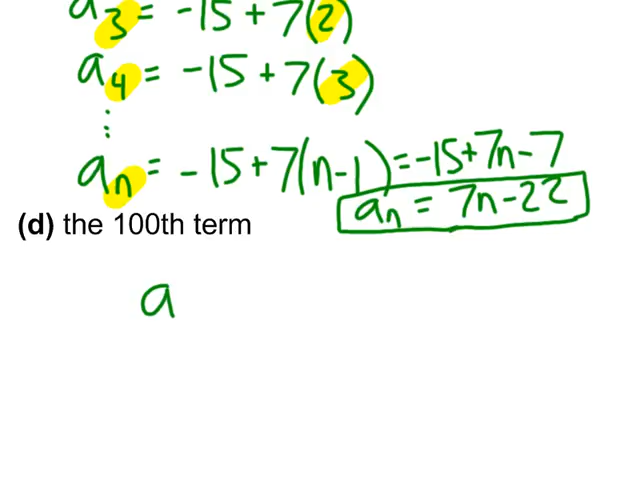 a₃ = -15 + 7(2)
a₄ = -15 + 7(3)
⋮
aₙ = -15 + 7(n-1) = -15 + 7n - 7
aₙ = 7n - 22
(d) the 100th term
a